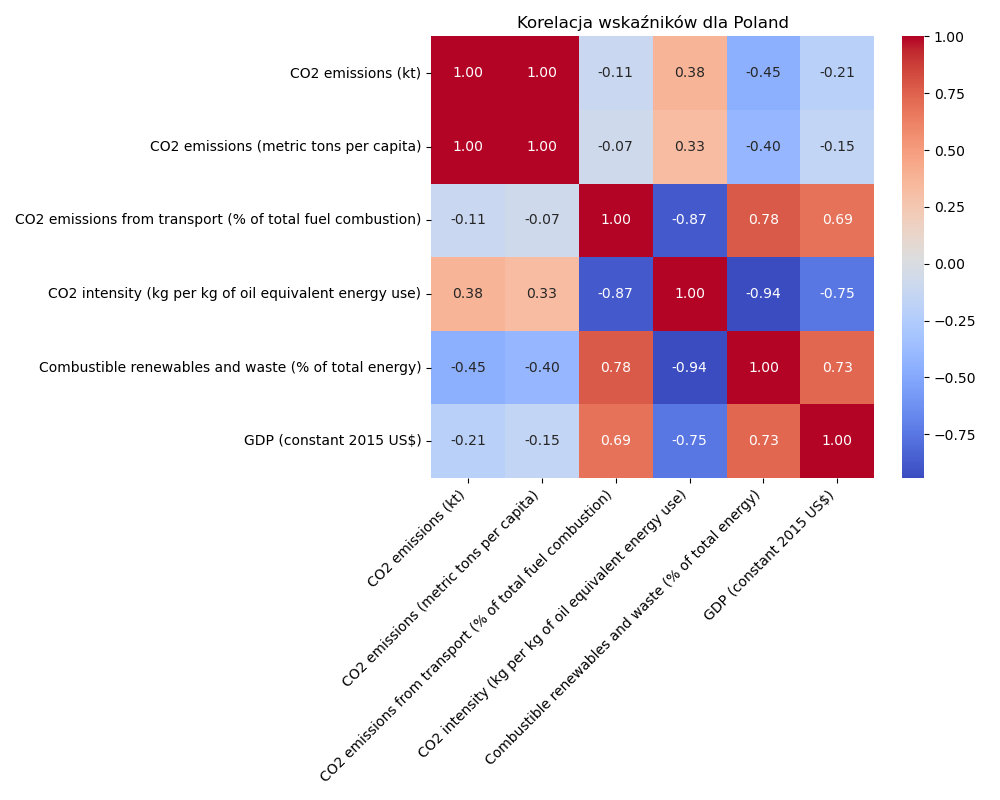 Korelacja wskaźników dla Poland
CO2 emissions (kt)
1.00 1.00 -0.11 0.38 -0.45 -0.21
CO2 emissions (metric tons per capita)
1.00 1.00 -0.07 0.33 -0.40 -0.15
CO2 emissions from transport (% of total fuel combustion)
-0.11 -0.07 1.00 -0.87 0.78 0.69
CO2 intensity (kg per kg of oil equivalent energy use)
0.38 0.33 -0.87 1.00 -0.94 -0.75
Combustible renewables and waste (% of total energy)
-0.45 -0.40 0.78 -0.94 1.00 0.73
GDP (constant 2015 US$)
-0.21 -0.15 0.69 -0.75 0.73 1.00
CO2 emissions (kt)
CO2 emissions (metric tons per capita)
CO2 emissions from transport (% of total fuel combustion)
CO2 intensity (kg per kg of oil equivalent energy use)
Combustible renewables and waste (% of total energy)
GDP (constant 2015 US$)
1.00
0.75
0.50
0.25
0.00
−0.25
−0.50
−0.75